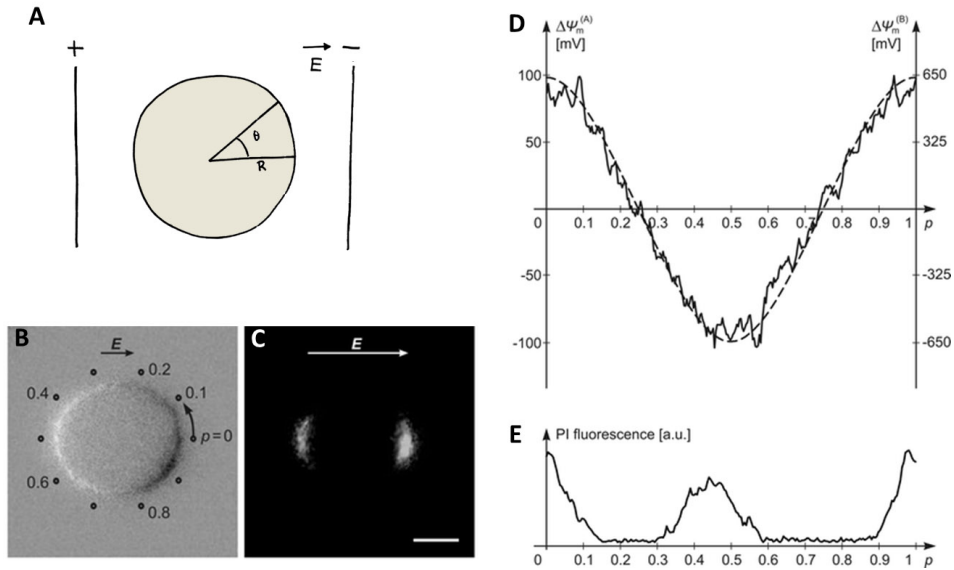 A
+
E
−
θ
R
B
E
0.4
0.2
0.1
p=0
0.6
0.8
C
E
D
ΔΨm(A)
[mV]
ΔΨm(B)
[mV]
100
650
50
325
0 0.1 0.2 0.3 0.4 0.5 0.6 0.7 0.8 0.9 1 p
-50
-325
-100
-650
E
PI fluorescence [a.u.]
0 0.1 0.2 0.3 0.4 0.5 0.6 0.7 0.8 0.9 1 p